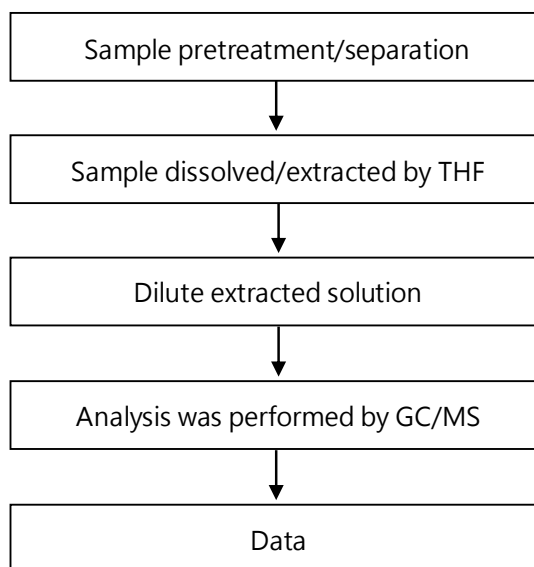 Sample pretreatment/separation
Sample dissolved/extracted by THF
Dilute extracted solution
Analysis was performed by GC/MS
Data